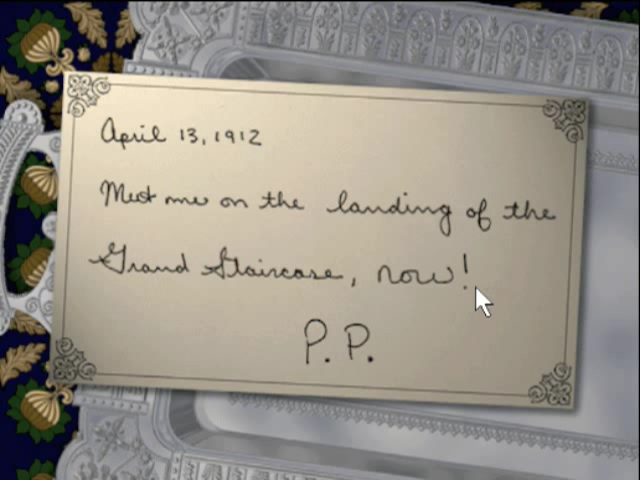 April 13, 1912
Meet me on the landing of the
Grand Staircase, now!
P. P.